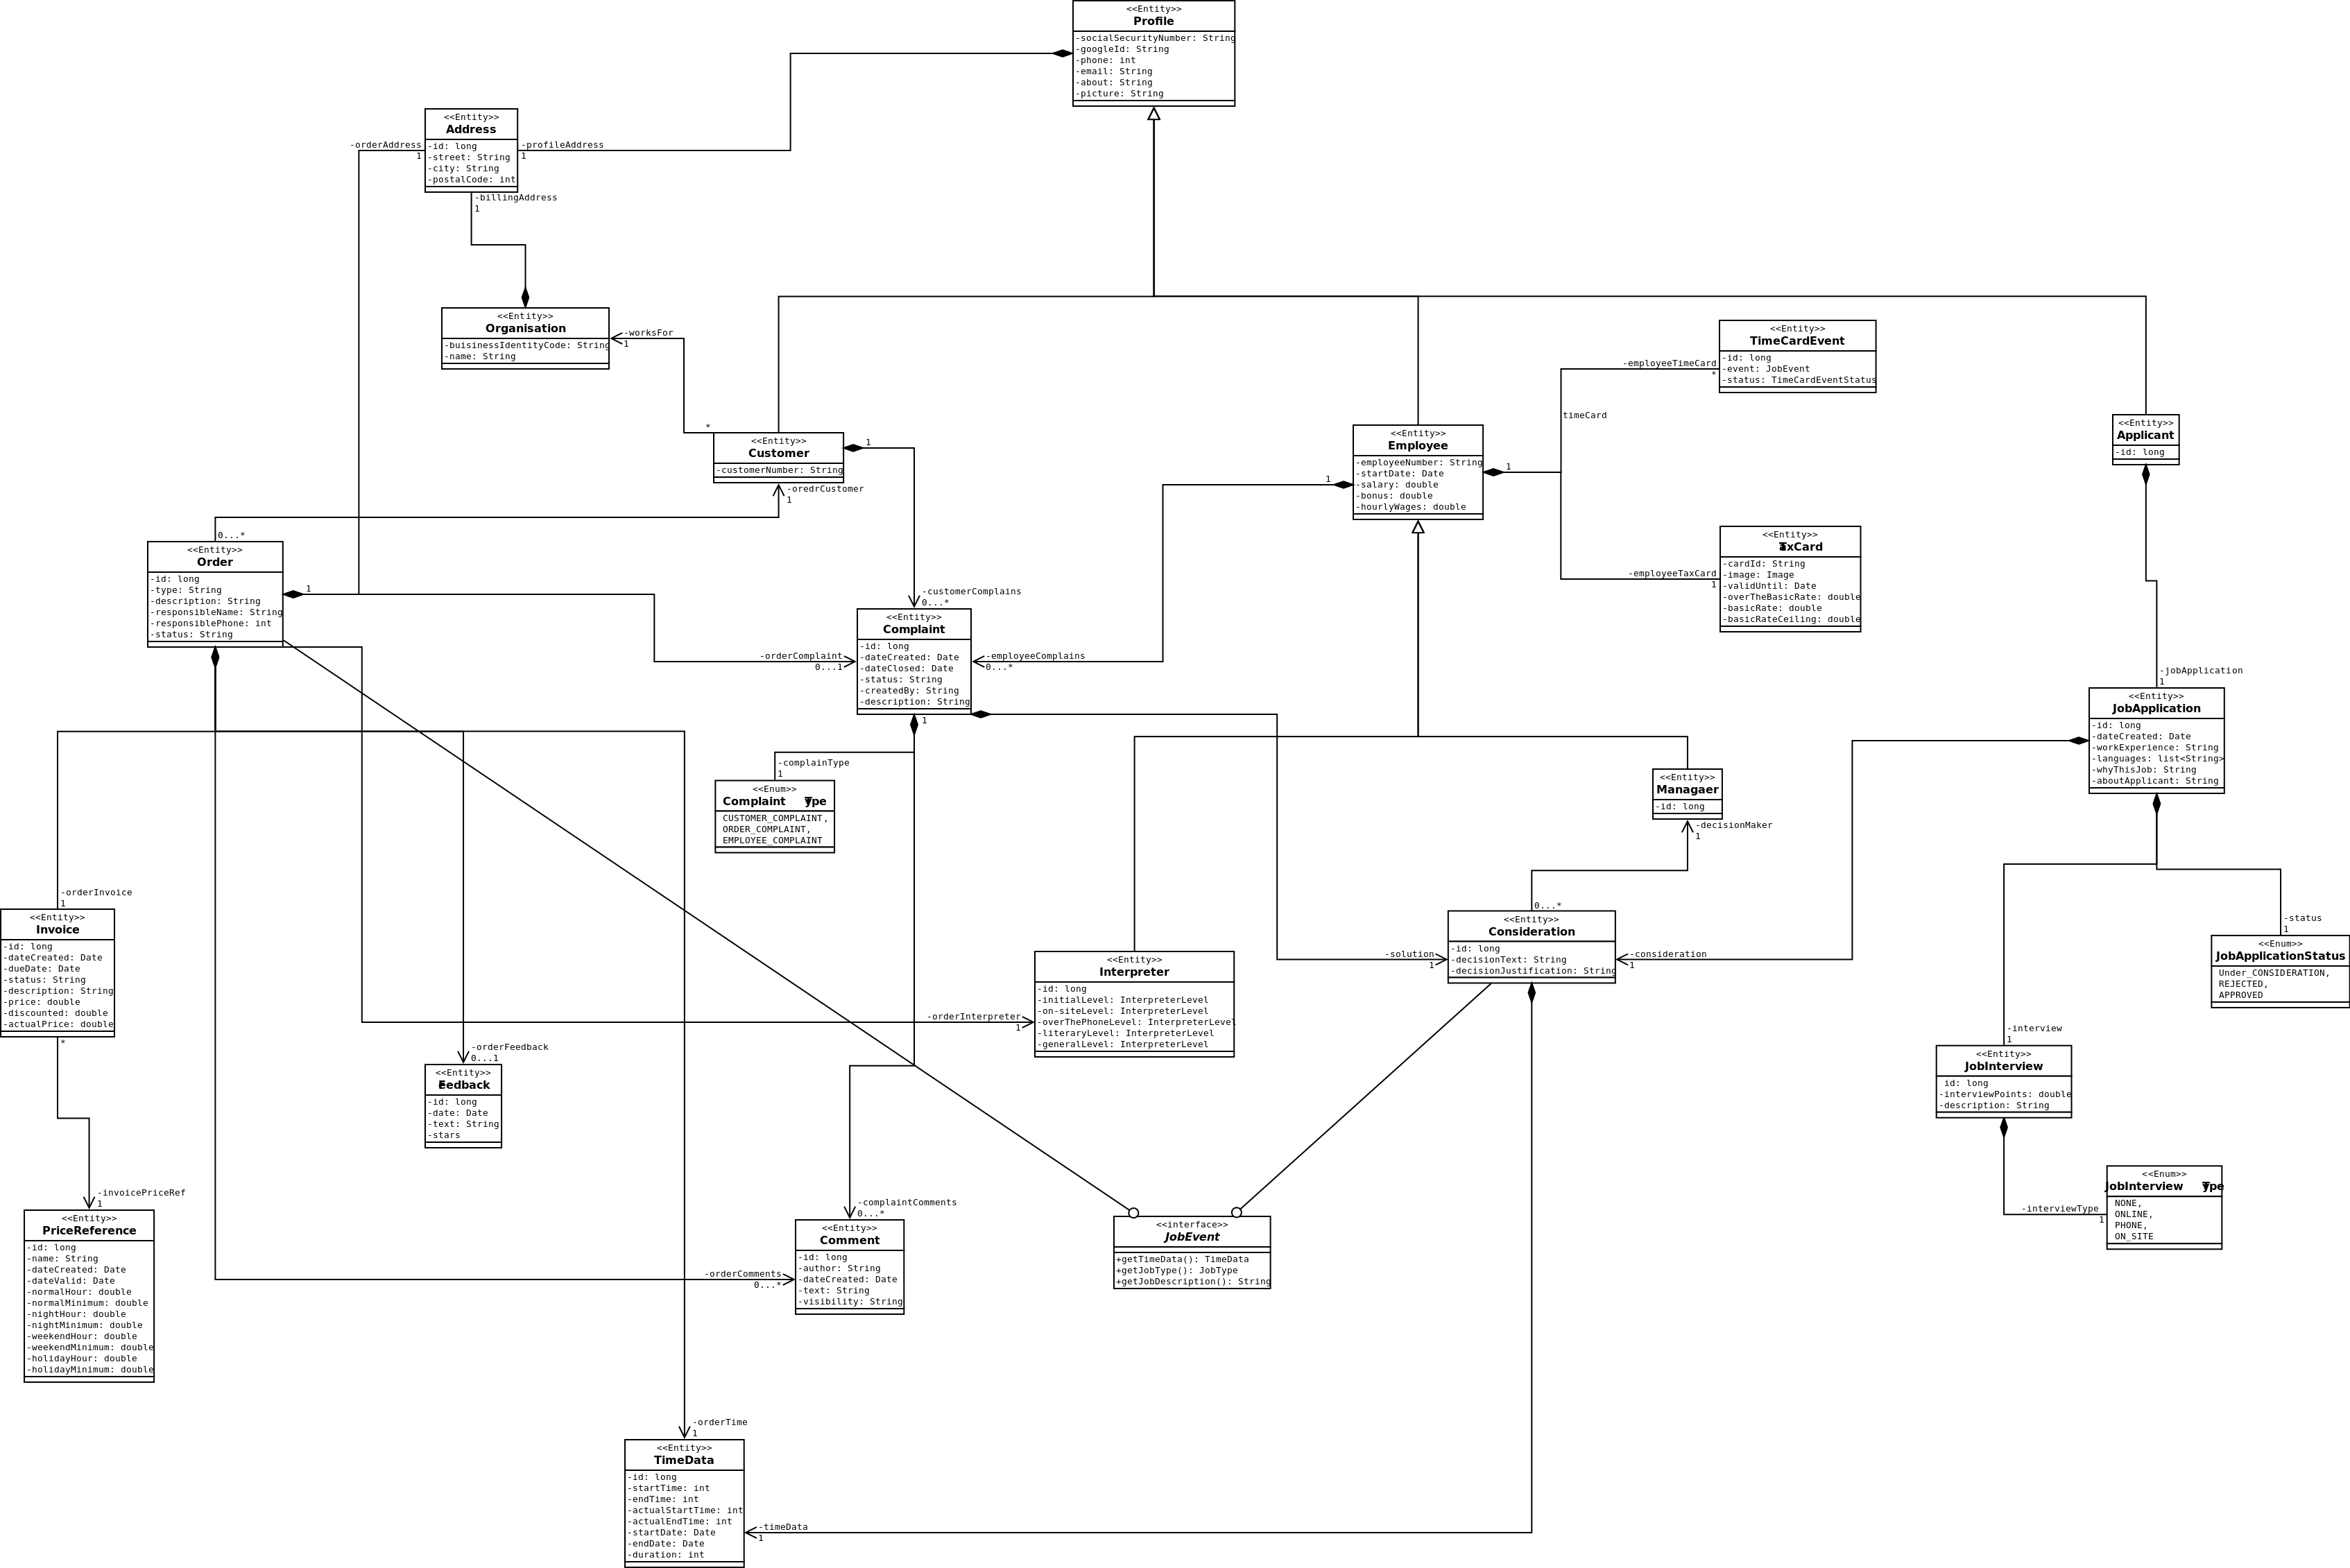 <<Entity>>
Profile
-socialSecurityNumber: String
-googleId: String
-phone: int
-email: String
-about: String
-picture: String
<<Entity>>
Address
-id: long
-street: String
-city: String
-postalCode: int
-orderAddress
1
-profileAddress
1
-billingAddress
1
<<Entity>>
Organisation
-buisinessIdentityCode: String
-name: String
-worksFor
1
*
<<Entity>>
Customer
-customerNumber: String
1
-oredrCustomer
1
<<Entity>>
Employee
-employeeNumber: String
-startDate: Date
-salary: double
-bonus: double
-hourlyWages: double
1
1
timeCard
-employeeTimeCard
*
<<Entity>>
TimeCardEvent
-id: long
-event: JobEvent
-status: TimeCardEventStatus
<<Entity>>
Applicant
-id: long
-employeeTaxCard
1
<<Entity>>
TaxCard
-cardId: String
-image: Image
-validUntil: Date
-overTheBasicRate: double
-basicRate: double
-basicRateCeiling: double
0...*
<<Entity>>
Order
-id: long
-type: String
-description: String
-responsibleName: String
-responsiblePhone: int
-status: String
1
-customerComplains
0...*
-orderComplaint
0...1
-employeeComplains
0...*
<<Entity>>
Complaint
-id: long
-dateCreated: Date
-dateClosed: Date
-status: String
-createdBy: String
-description: String
1
-complainType
1
<<Enum>>
Complaint Type
CUSTOMER_COMPLAINT,
ORDER_COMPLAINT,
EMPLOYEE_COMPLAINT
-jobApplication
1
<<Entity>>
JobApplication
-id: long
-dateCreated: Date
-workExperience: String
-languages: list<String>
-whyThisJob: String
-aboutApplicant: String
<<Entity>>
Managaer
-id: long
-decisionMaker
1
0...*
<<Entity>>
Consideration
-id: long
-decisionText: String
-decisionJustification: String
-solution
1
-consideration
1
-status
1
<<Enum>>
JobApplicationStatus
Under_CONSIDERATION,
REJECTED,
APPROVED
-orderInvoice
1
<<Entity>>
Invoice
-id: long
-dateCreated: Date
-dueDate: Date
-status: String
-description: String
-price: double
-discounted: double
-actualPrice: double
*
<<Entity>>
Interpreter
-id: long
-initialLevel: InterpreterLevel
-on-siteLevel: InterpreterLevel
-overThePhoneLevel: InterpreterLevel
-literaryLevel: InterpreterLevel
-generalLevel: InterpreterLevel
-orderInterpreter
1
-orderFeedback
0...1
<<Entity>>
Feedback
-id: long
-date: Date
-text: String
-stars
-interview
1
<<Entity>>
JobInterview
id: long
-interviewPoints: double
-description: String
-interviewType
1
<<Enum>>
JobInterview Type
NONE,
ONLINE,
PHONE,
ON_SITE
-invoicePriceRef
1
<<Entity>>
PriceReference
-id: long
-name: String
-dateCreated: Date
-dateValid: Date
-normalHour: double
-normalMinimum: double
-nightHour: double
-nightMinimum: double
-weekendHour: double
-weekendMinimum: double
-holidayHour: double
-holidayMinimum: double
-complaintComments
0...*
-orderComments
0...*
<<Entity>>
Comment
-id: long
-author: String
-dateCreated: Date
-text: String
-visibility: String
<<interface>>
JobEvent
+getTimeData(): TimeData
+getJobType(): JobType
+getJobDescription(): String
-orderTime
1
<<Entity>>
TimeData
-id: long
-startTime: int
-endTime: int
-actualStartTime: int
-actualEndTime: int
-startDate: Date
-endDate: Date
-duration: int
-timeData
1